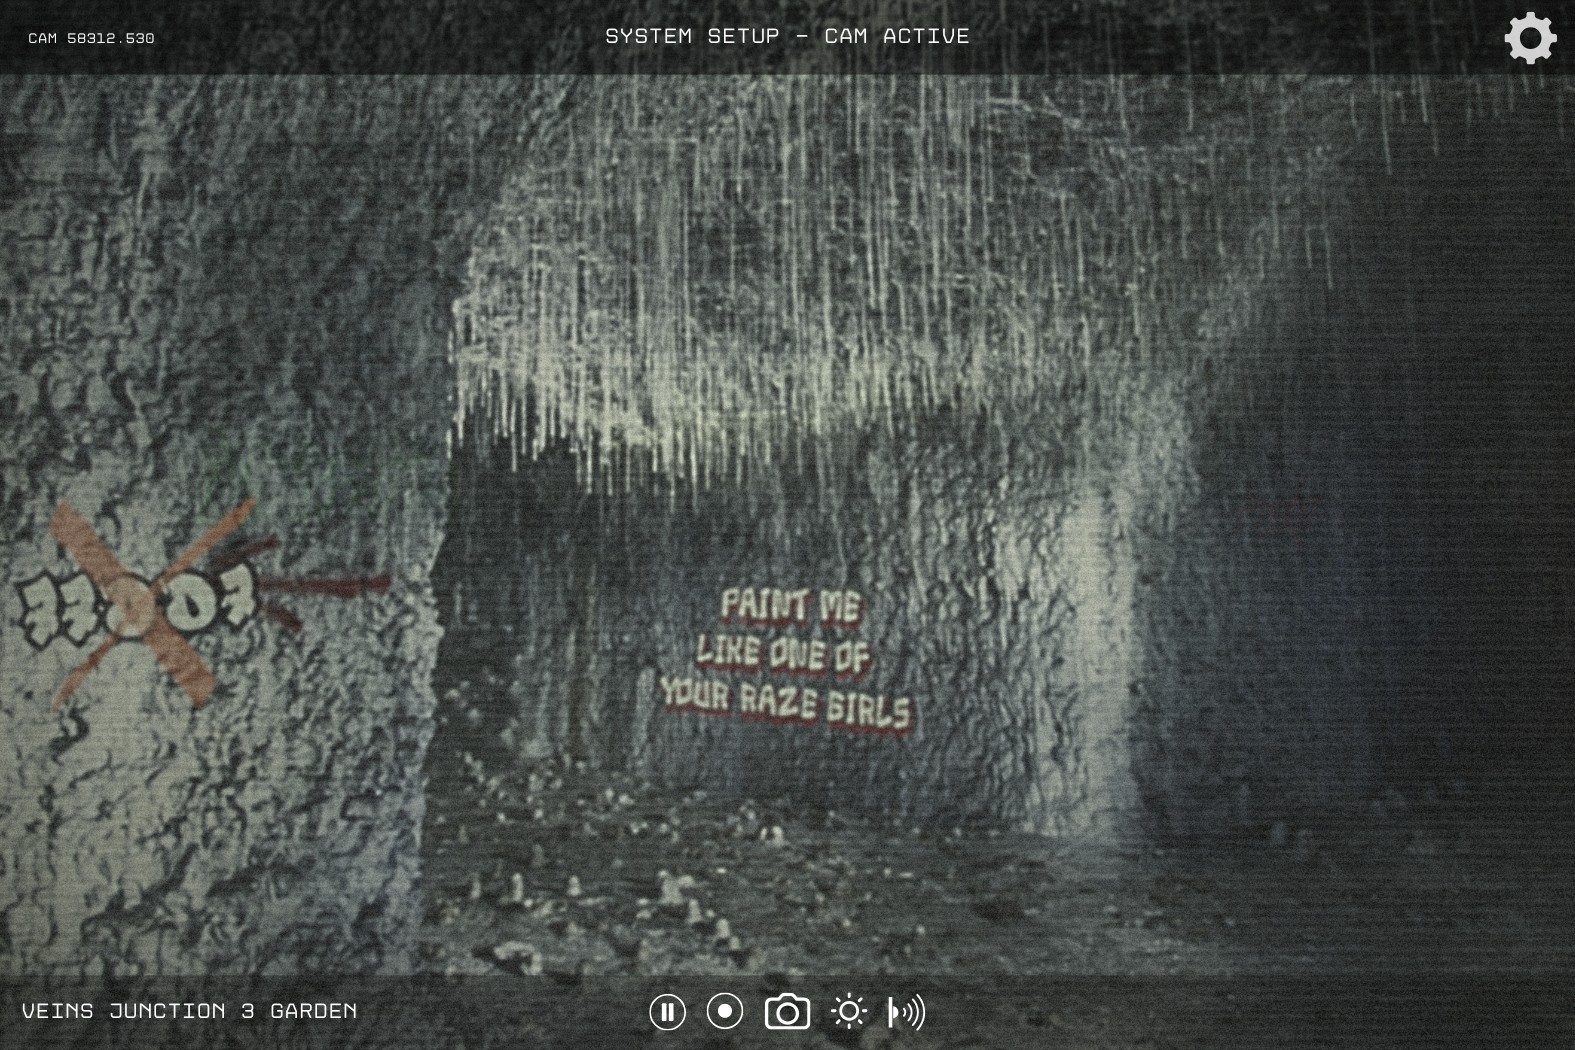 CAM 58312.530
SYSTEM SETUP - CAM ACTIVE
PAINT ME
LIKE ONE OF
YOUR RAZE GIRLS
VEINS JUNCTION 3 GARDEN